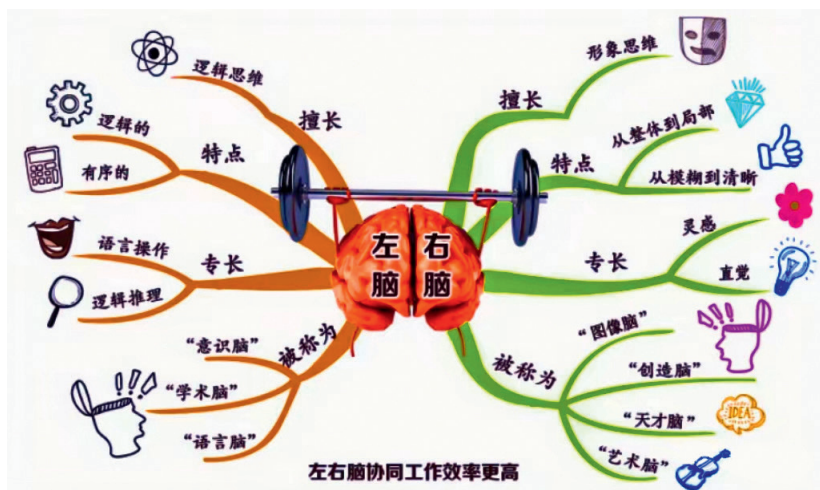 左脑
右脑
擅长
逻辑思维
特点
逻辑的
有序的
专长
语言操作
逻辑推理
被称为
“意识脑”
“学术脑”
“语言脑”
擅长
形象思维
特点
从整体到局部
从模糊到清晰
专长
灵感
直觉
被称为
“图像脑”
“创造脑”
“天才脑”
IDEA
“艺术脑”
左右脑协同工作效率更高